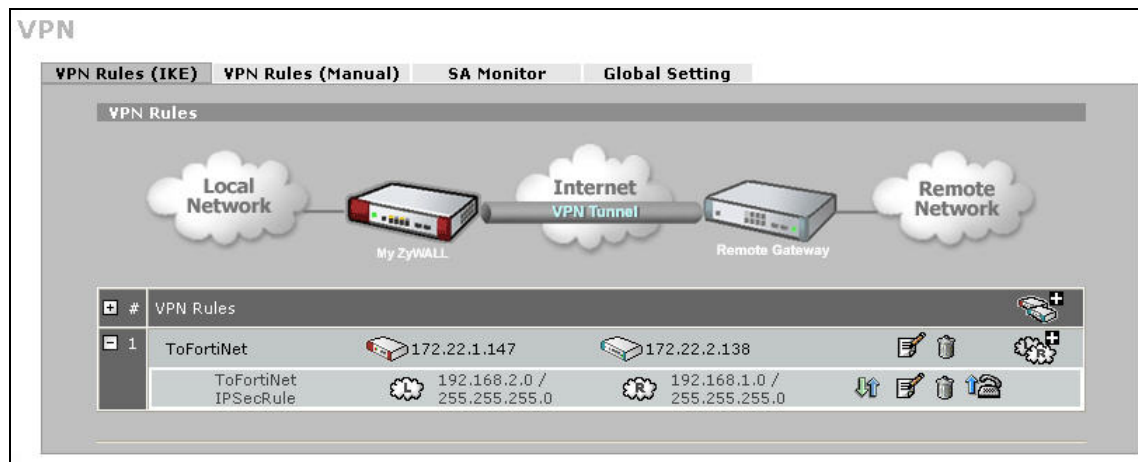 VPN
VPN Rules (IKE) VPN Rules (Manual) SA Monitor Global Setting
VPN Rules
Local Network
Internet
VPN Tunnel
Remote Network
My ZyWALL
Remote Gateway
# VPN Rules
1 ToFortiNet 172.22.1.147 172.22.2.138 R
ToFortiNet IPSecRule L 192.168.2.0 / 255.255.255.0 R 192.168.1.0 / 255.255.255.0